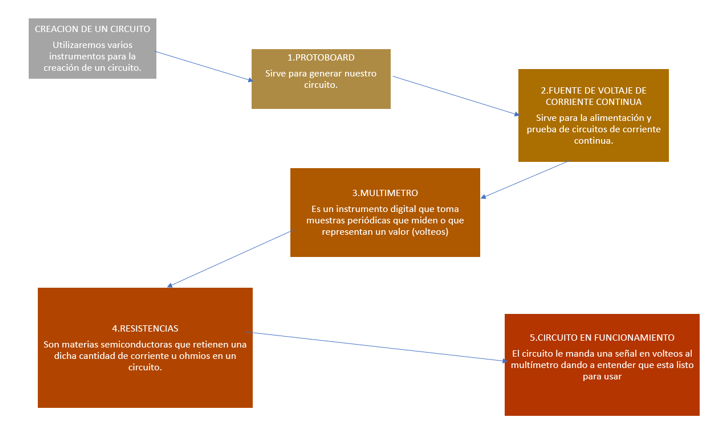 CREACION DE UN CIRCUITO
Utilizaremos varios
instrumentos para la
creación de un circuito.
1.PROTOBOARD
Sirve para generar nuestro
circuito.
2.FUENTE DE VOLTAJE DE
CORRIENTE CONTINUA
Sirve para la alimentación y
prueba de circuitos de corriente
continua.
3.MULTIMETRO
Es un instrumento digital que toma
muestras periódicas que miden o que
representan un valor (volteos)
4.RESISTENCIAS
Son materias semiconductoras que retienen una
dicha cantidad de corriente u ohmios en un
circuito.
5.CIRCUITO EN FUNCIONAMIENTO
El circuito le manda una señal en volteos al
multímetro dando a entender que esta listo
para usar